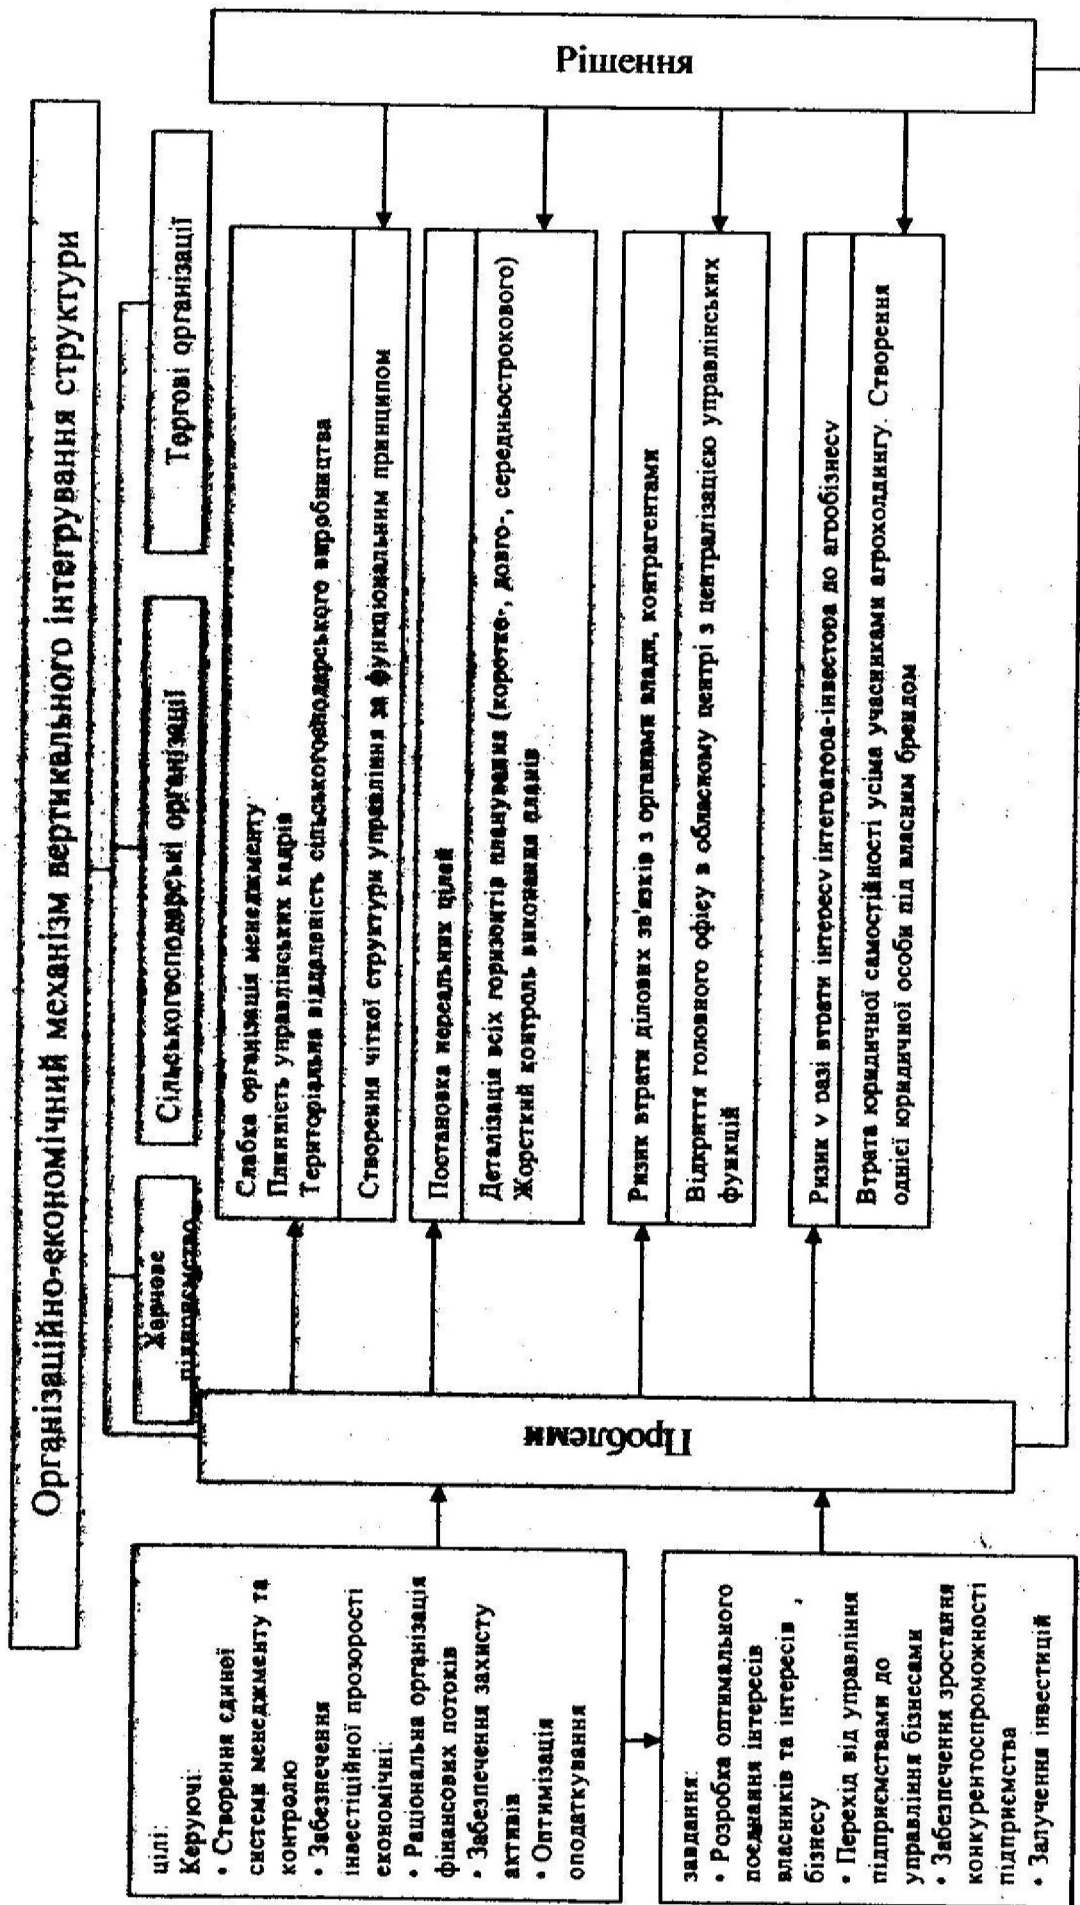 Організаційно-економічний механізм вертикального інтегрування структури
Харчове
підприємство
Сільськогосподарські організації
Торгові організації
цілі:
Керуючі:
• Створення єдиної
системи менеджменту та
контролю
• Забезнечення
інвестіційної прозорості
економічні:
• Раціональна організація
фінансових потоків
• Забезпечення захисту
активів
• Оптимізація
оподаткування
завдання:
• Розробка оптимального
поєднання інтересів
власників та інтересів ,
бізнесу
• Перехід від управління
підприємствами до
управління бізнесами
• Забезпечення зростання
конкурентоспроможності
підприємства
• Залучення інвестицій
Проблеми
Слабка організація менеджменту
Плинність управлінських кадрів
Територіальна віддаленість сільськогосподарського виробництва
Створення чіткої структури управління за функціональним принципом
Постановка нереальних цілей
Деталізація всіх горизонтів планування (коротко-, довго-, середньострокового)
Жорсткий контроль виконання планів
Ризик втрати ділових зв'язків з органами влади, контрагентами
Відкриття головного офісу в обласному центрі з централізацією управлінських
функцій
Ризик у разі втрати інтересу інтегратора-інвестора до агробізнесу
Втрата юридичної самостійності усіма учасниками агрохолдингу. Створення
однієї юридичної особи під власним брендом
Рішення